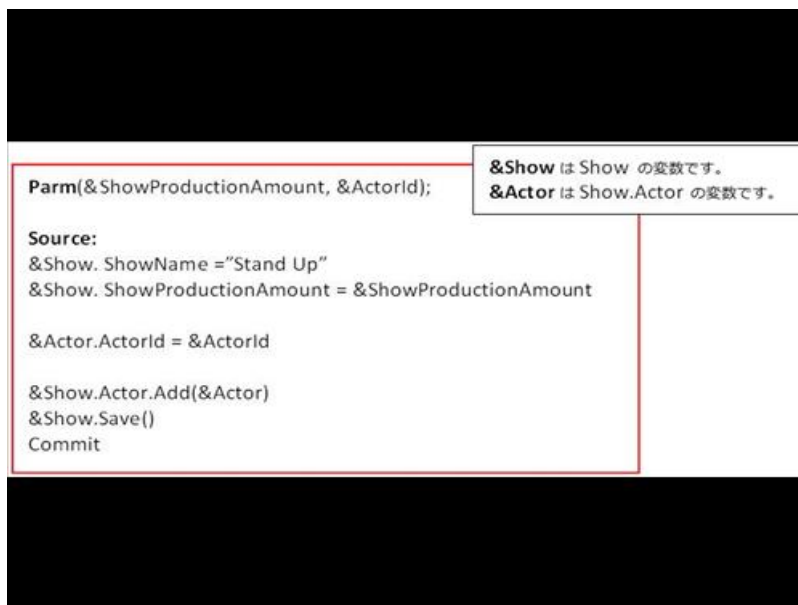 &Show は Show の変数です。
&Actor は Show.Actor の変数です。
Parm(&ShowProductionAmount, &ActorId);
Source:
&Show. ShowName =”Stand Up”
&Show. ShowProductionAmount = &ShowProductionAmount
&Actor.ActorId = &ActorId
&Show.Actor.Add(&Actor)
&Show.Save()
Commit